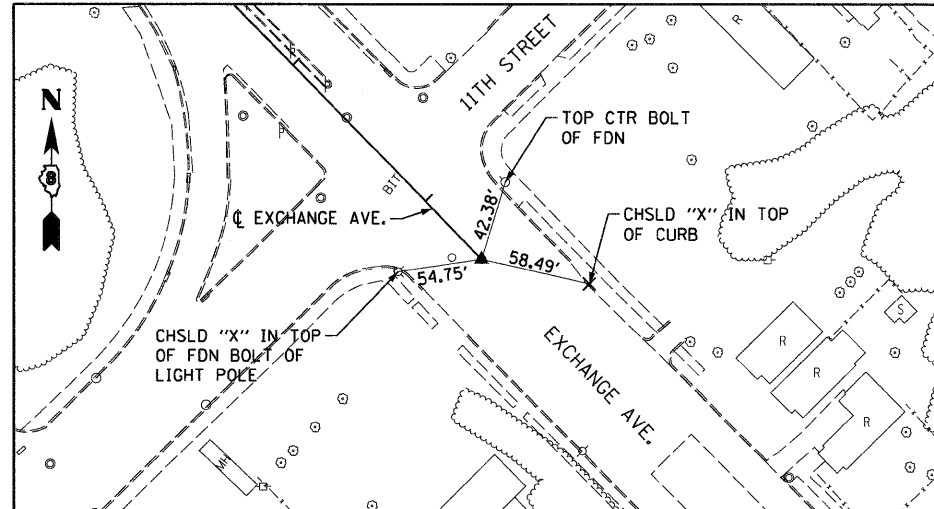 R
11TH STREET
N
8
TOP CTR BOLT
OF FDN
P
P
BIT
℄ EXCHANGE AVE.
42.38'
CHSLD "X" IN TOP
OF CURB
58.49'
54.75'
CHSLD "X" IN TOP
OF FDN BOLT OF
LIGHT POLE
EXCHANGE AVE.
S
R
R
R
MH